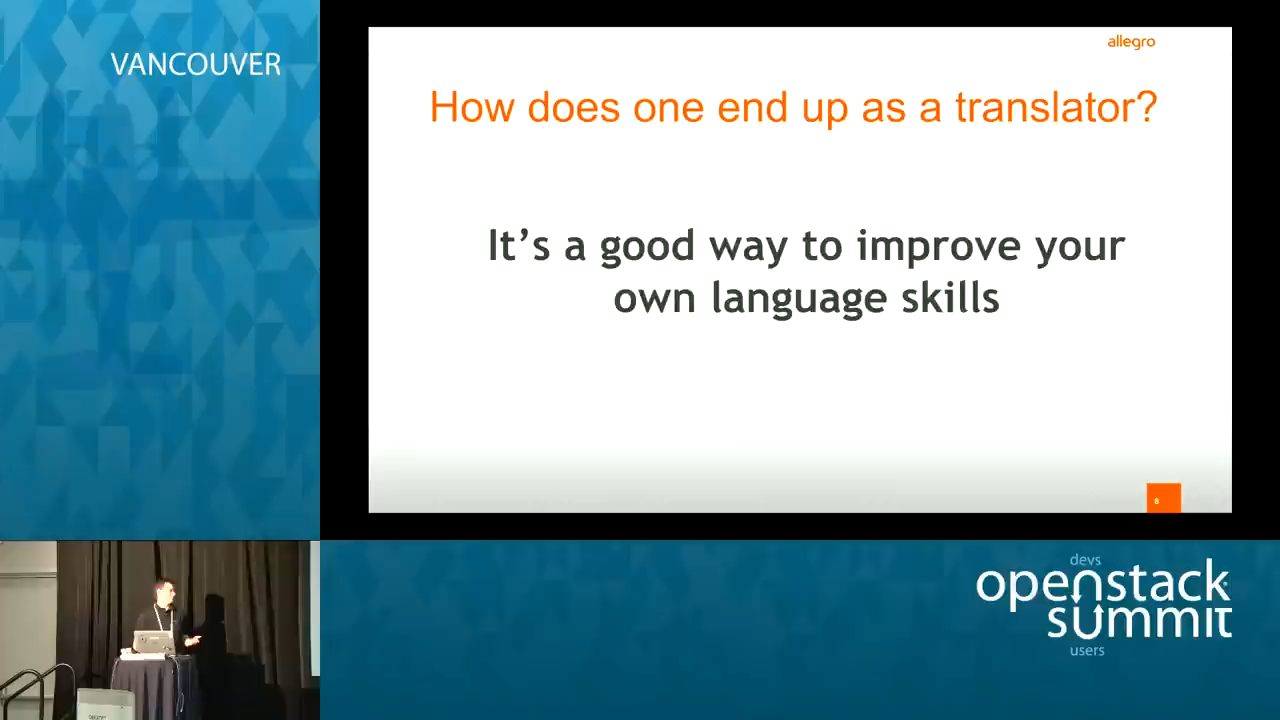 VANCOUVER
allegro
How does one end up as a translator?
It's a good way to improve your
own language skills
6
devs
openstack
summit
users